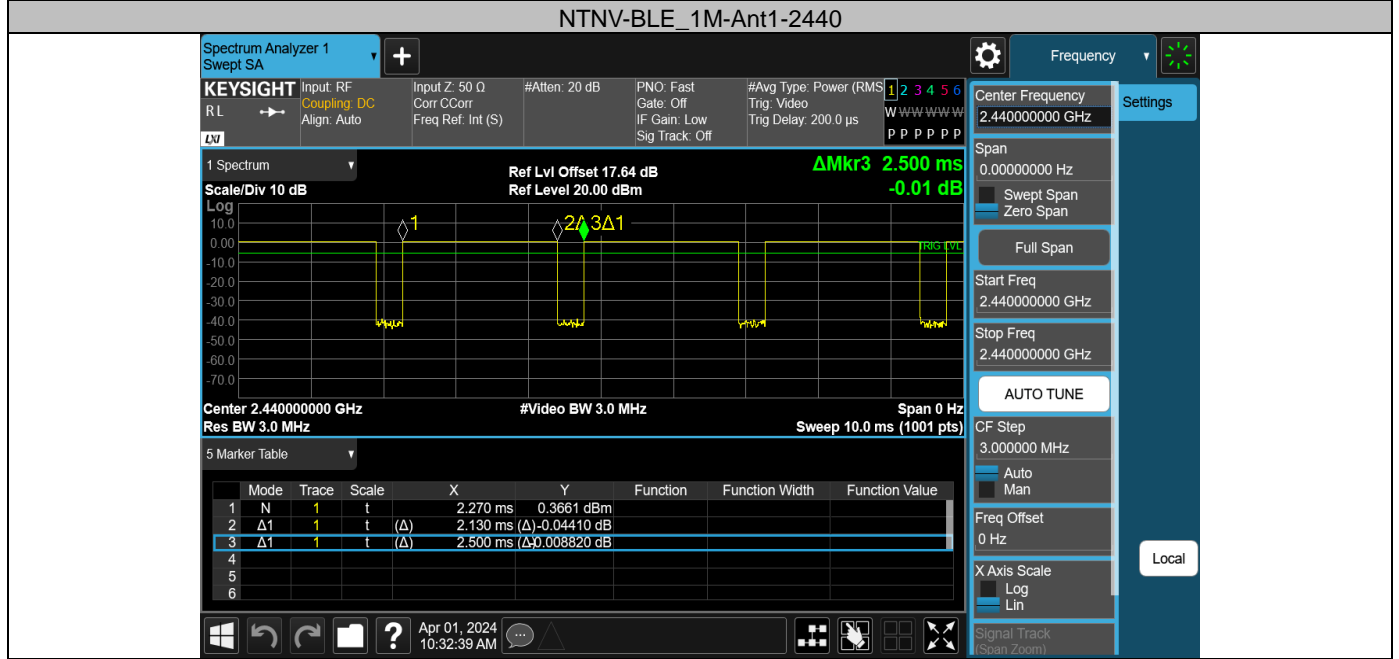 NTNV-BLE_1M-Ant1-2440
Spectrum Analyzer 1
Swept SA
+
Frequency
KEYSIGHT
RL
LXI
Input: RF
Coupling: DC
Align: Auto
Input Z: 50 Ω
Corr CCorr
Freq Ref: Int (S)
#Atten: 20 dB
PNO: Fast
Gate: Off
IF Gain: Low
Sig Track: Off
#Avg Type: Power (RMS
Trig: Video
Trig Delay: 200.0 µs
1 2 3 4 5 6
W W W W W W
P P P P P P
1 Spectrum
Scale/Div 10 dB
Ref Lvl Offset 17.64 dB
Ref Level 20.00 dBm
ΔMkr3 2.500 ms
-0.01 dB
Log
10.0
0.00
-10.0
-20.0
-30.0
-40.0
-50.0
-60.0
-70.0
1
2Δ 3Δ1
TRIG LVL
Center 2.440000000 GHz
Res BW 3.0 MHz
#Video BW 3.0 MHz
Span 0 Hz
Sweep 10.0 ms (1001 pts)
5 Marker Table
Mode Trace Scale X Y Function Function Width Function Value
1 N 1 t 2.270 ms 0.3661 dBm
2 Δ1 1 t (Δ) 2.130 ms (Δ)-0.04410 dB
3 Δ1 1 t (Δ) 2.500 ms (Δ)-0.008820 dB
4
5
6
Center Frequency
2.440000000 GHz
Span
0.00000000 Hz
Swept Span
Zero Span
Full Span
Start Freq
2.440000000 GHz
Stop Freq
2.440000000 GHz
AUTO TUNE
CF Step
3.000000 MHz
Auto
Man
Freq Offset
0 Hz
X Axis Scale
Log
Lin
Signal Track
(Span Zoom)
Settings
Local
?
Apr 01, 2024
10:32:39 AM